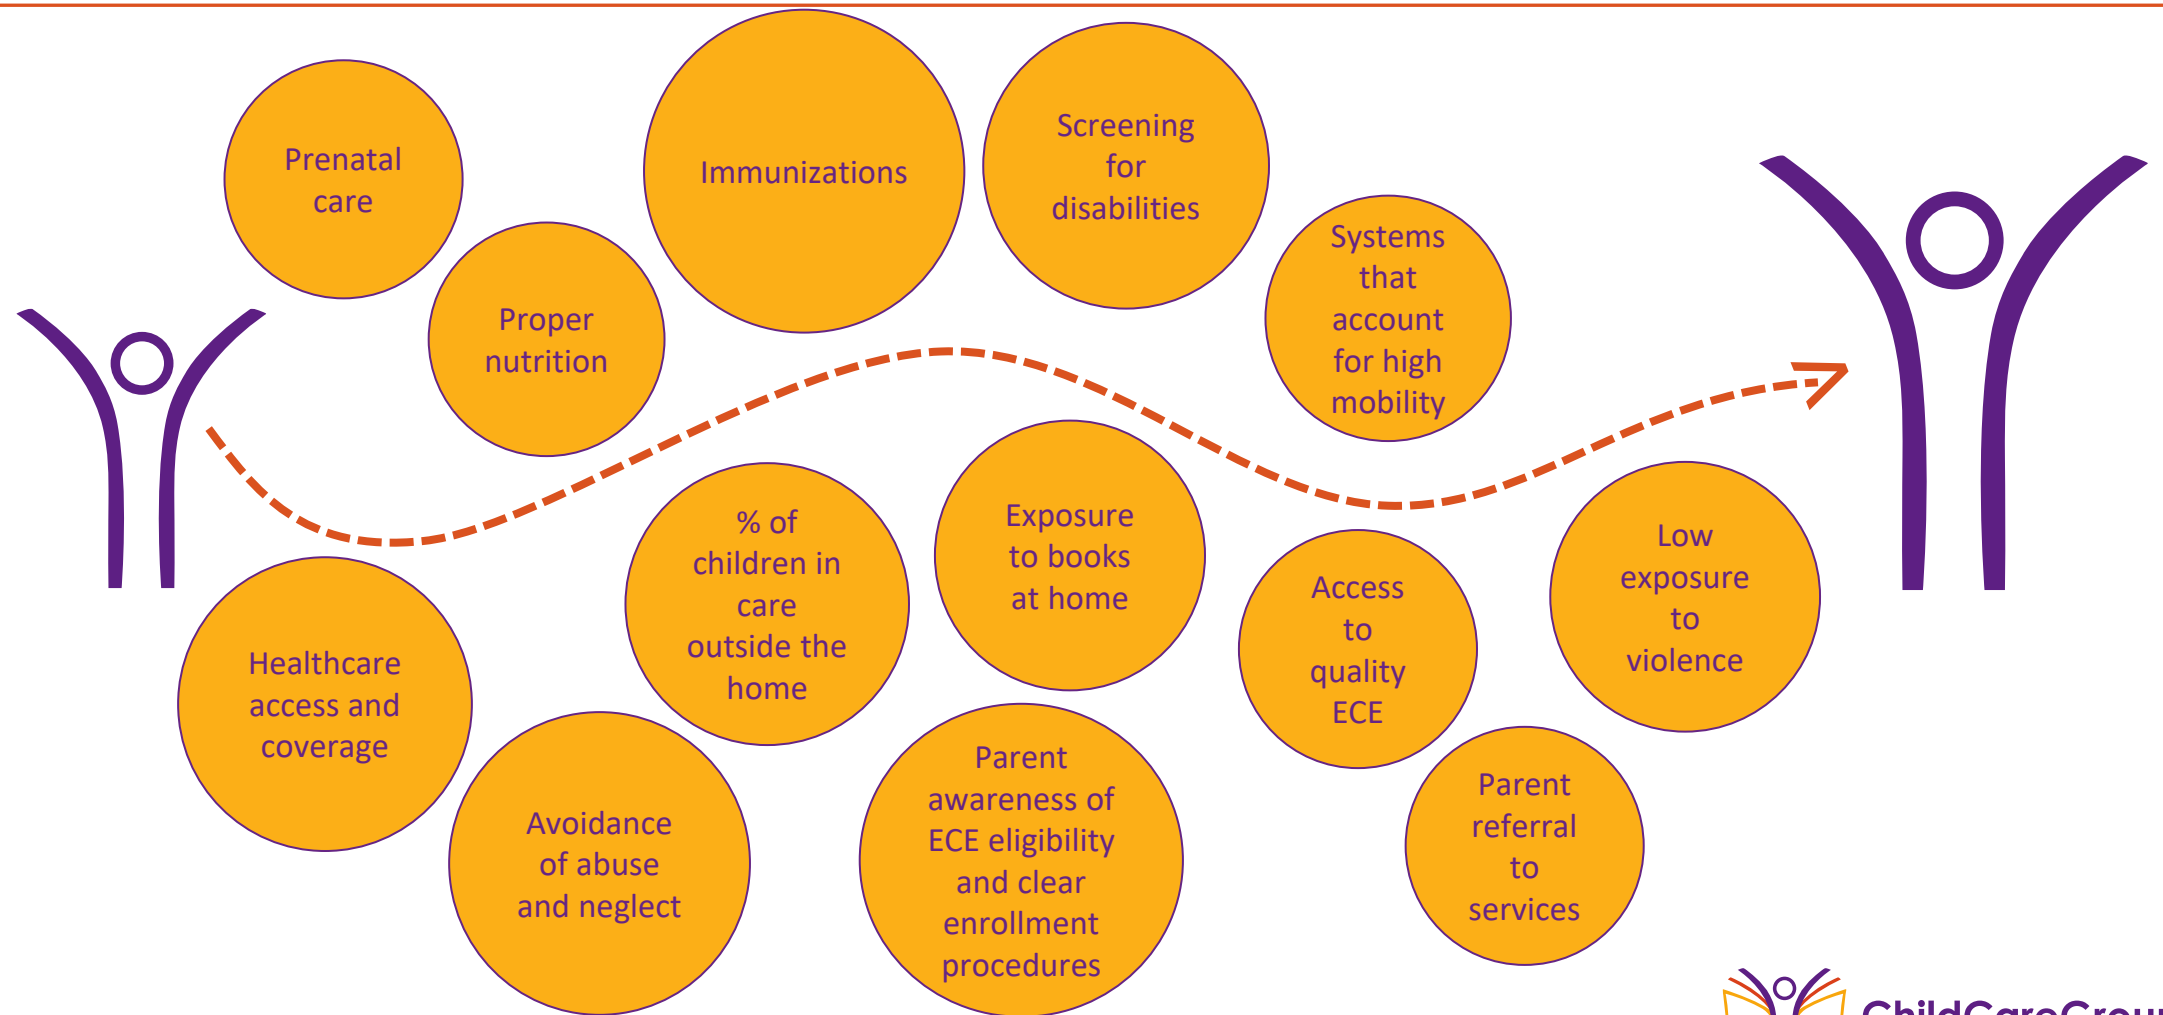 Prenatal
care
Proper
nutrition
Immunizations
Screening
for
disabilities
Systems
that
account
for high
mobility
Healthcare
access and
coverage
Avoidance
of abuse
and neglect
% of
children in
care
outside the
home
Exposure
to books
at home
Parent
awareness of
ECE eligibility
and clear
enrollment
procedures
Access
to
quality
ECE
Parent
referral
to
services
Low
exposure
to
violence
ChildCareGroup